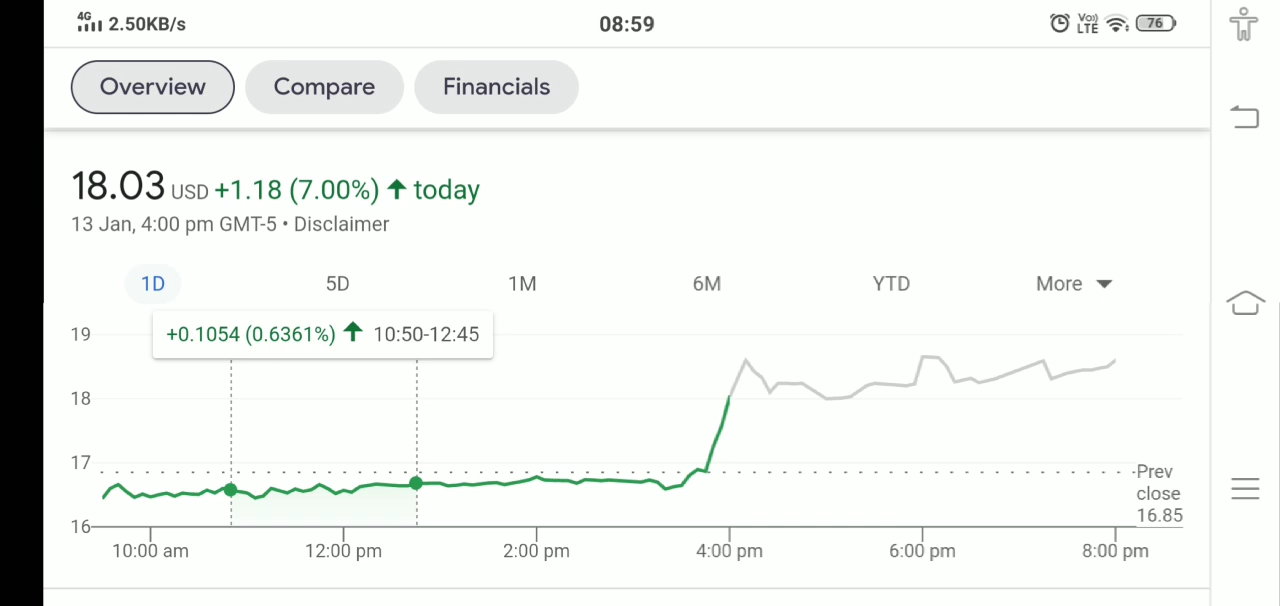 4G 2.50KB/s 08:59 Vo)) LTE 76
Overview Compare Financials
18.03 USD +1.18 (7.00%) ↑ today
13 Jan, 4:00 pm GMT-5 • Disclaimer
1D 5D 1M 6M YTD More
+0.1054 (0.6361%) ↑ 10:50-12:45
19
18
17
16
Prev
close
16.85
10:00 am 12:00 pm 2:00 pm 4:00 pm 6:00 pm 8:00 pm